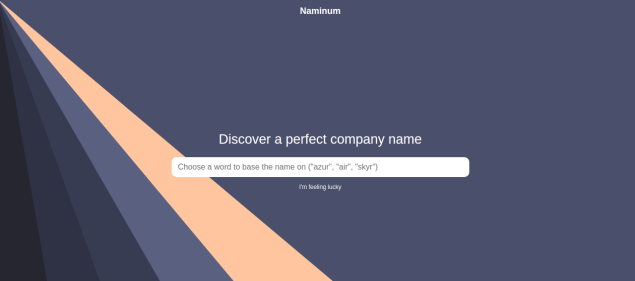 Naminum
Discover a perfect company name
Choose a word to base the name on ("azur", "air", "skyr")
I'm feeling lucky